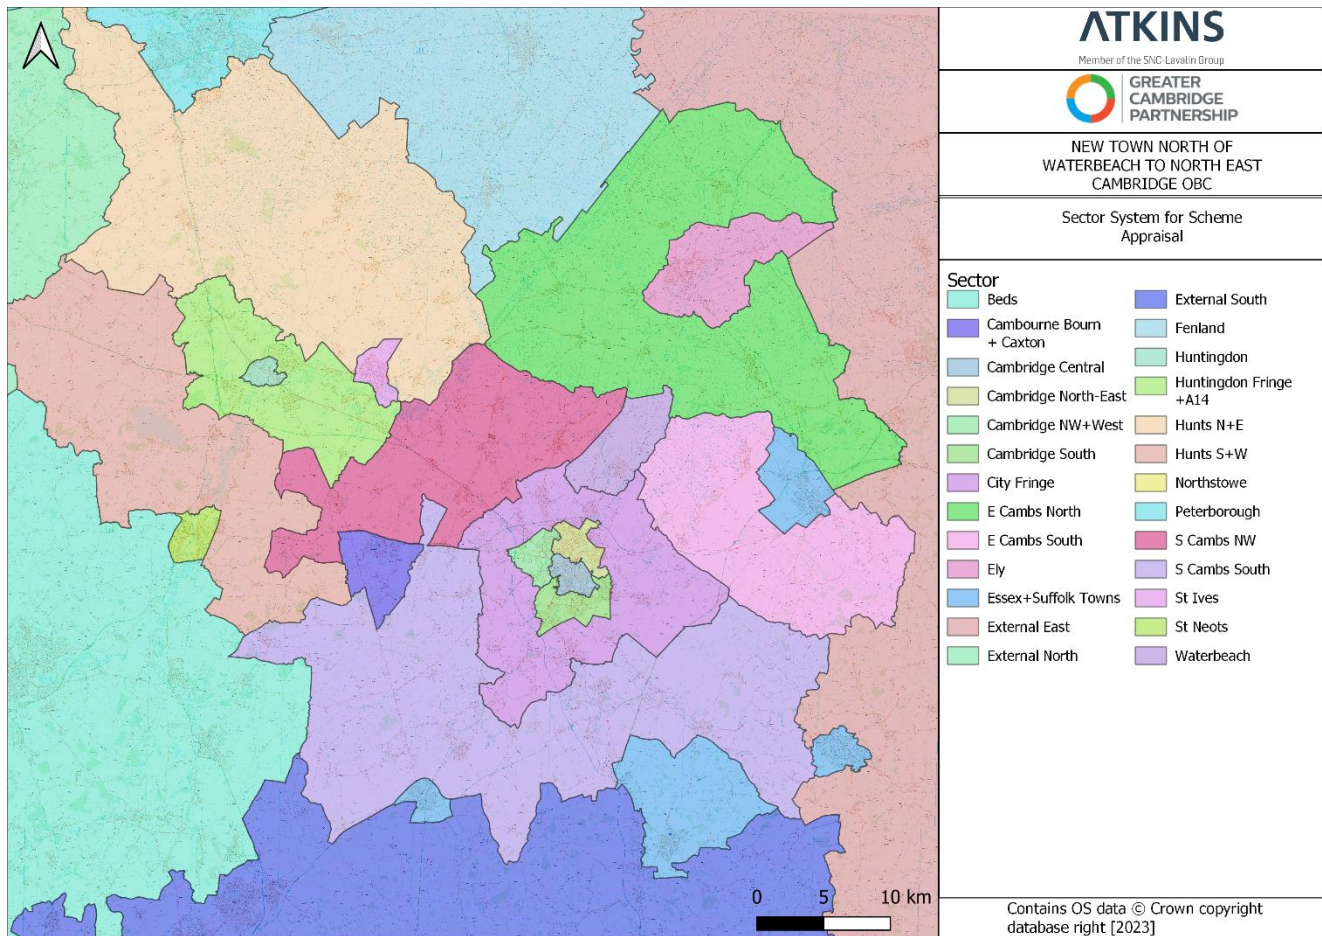 ATKINS
Member of the SNC-Lavalin Group
GREATER
CAMBRIDGE
PARTNERSHIP
NEW TOWN NORTH OF
WATERBEACH TO NORTH EAST
CAMBRIDGE OBC
Sector System for Scheme
Appraisal
Sector
Beds
Cambourne Bourn
+ Caxton
Cambridge Central
Cambridge North-East
Cambridge NW+West
Cambridge South
City Fringe
E Cambs North
E Cambs South
Ely
Essex+Suffolk Towns
External East
External North
External South
Fenland
Huntingdon
Huntingdon Fringe
+A14
Hunts N+E
Hunts S+W
Northstowe
Peterborough
S Cambs NW
S Cambs South
St Ives
St Neots
Waterbeach
0 5 10 km
Contains OS data © Crown copyright
database right [2023]